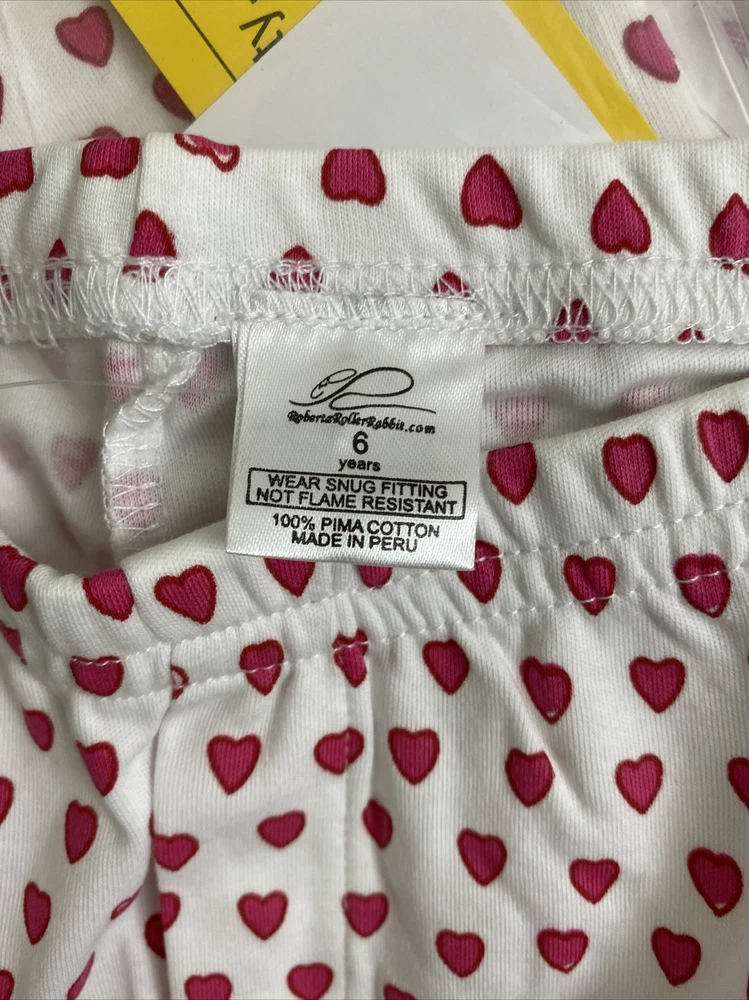 RobertaRollerRabbit.com
6
years
WEAR SNUG FITTING
NOT FLAME RESISTANT
100% PIMA COTTON
MADE IN PERU